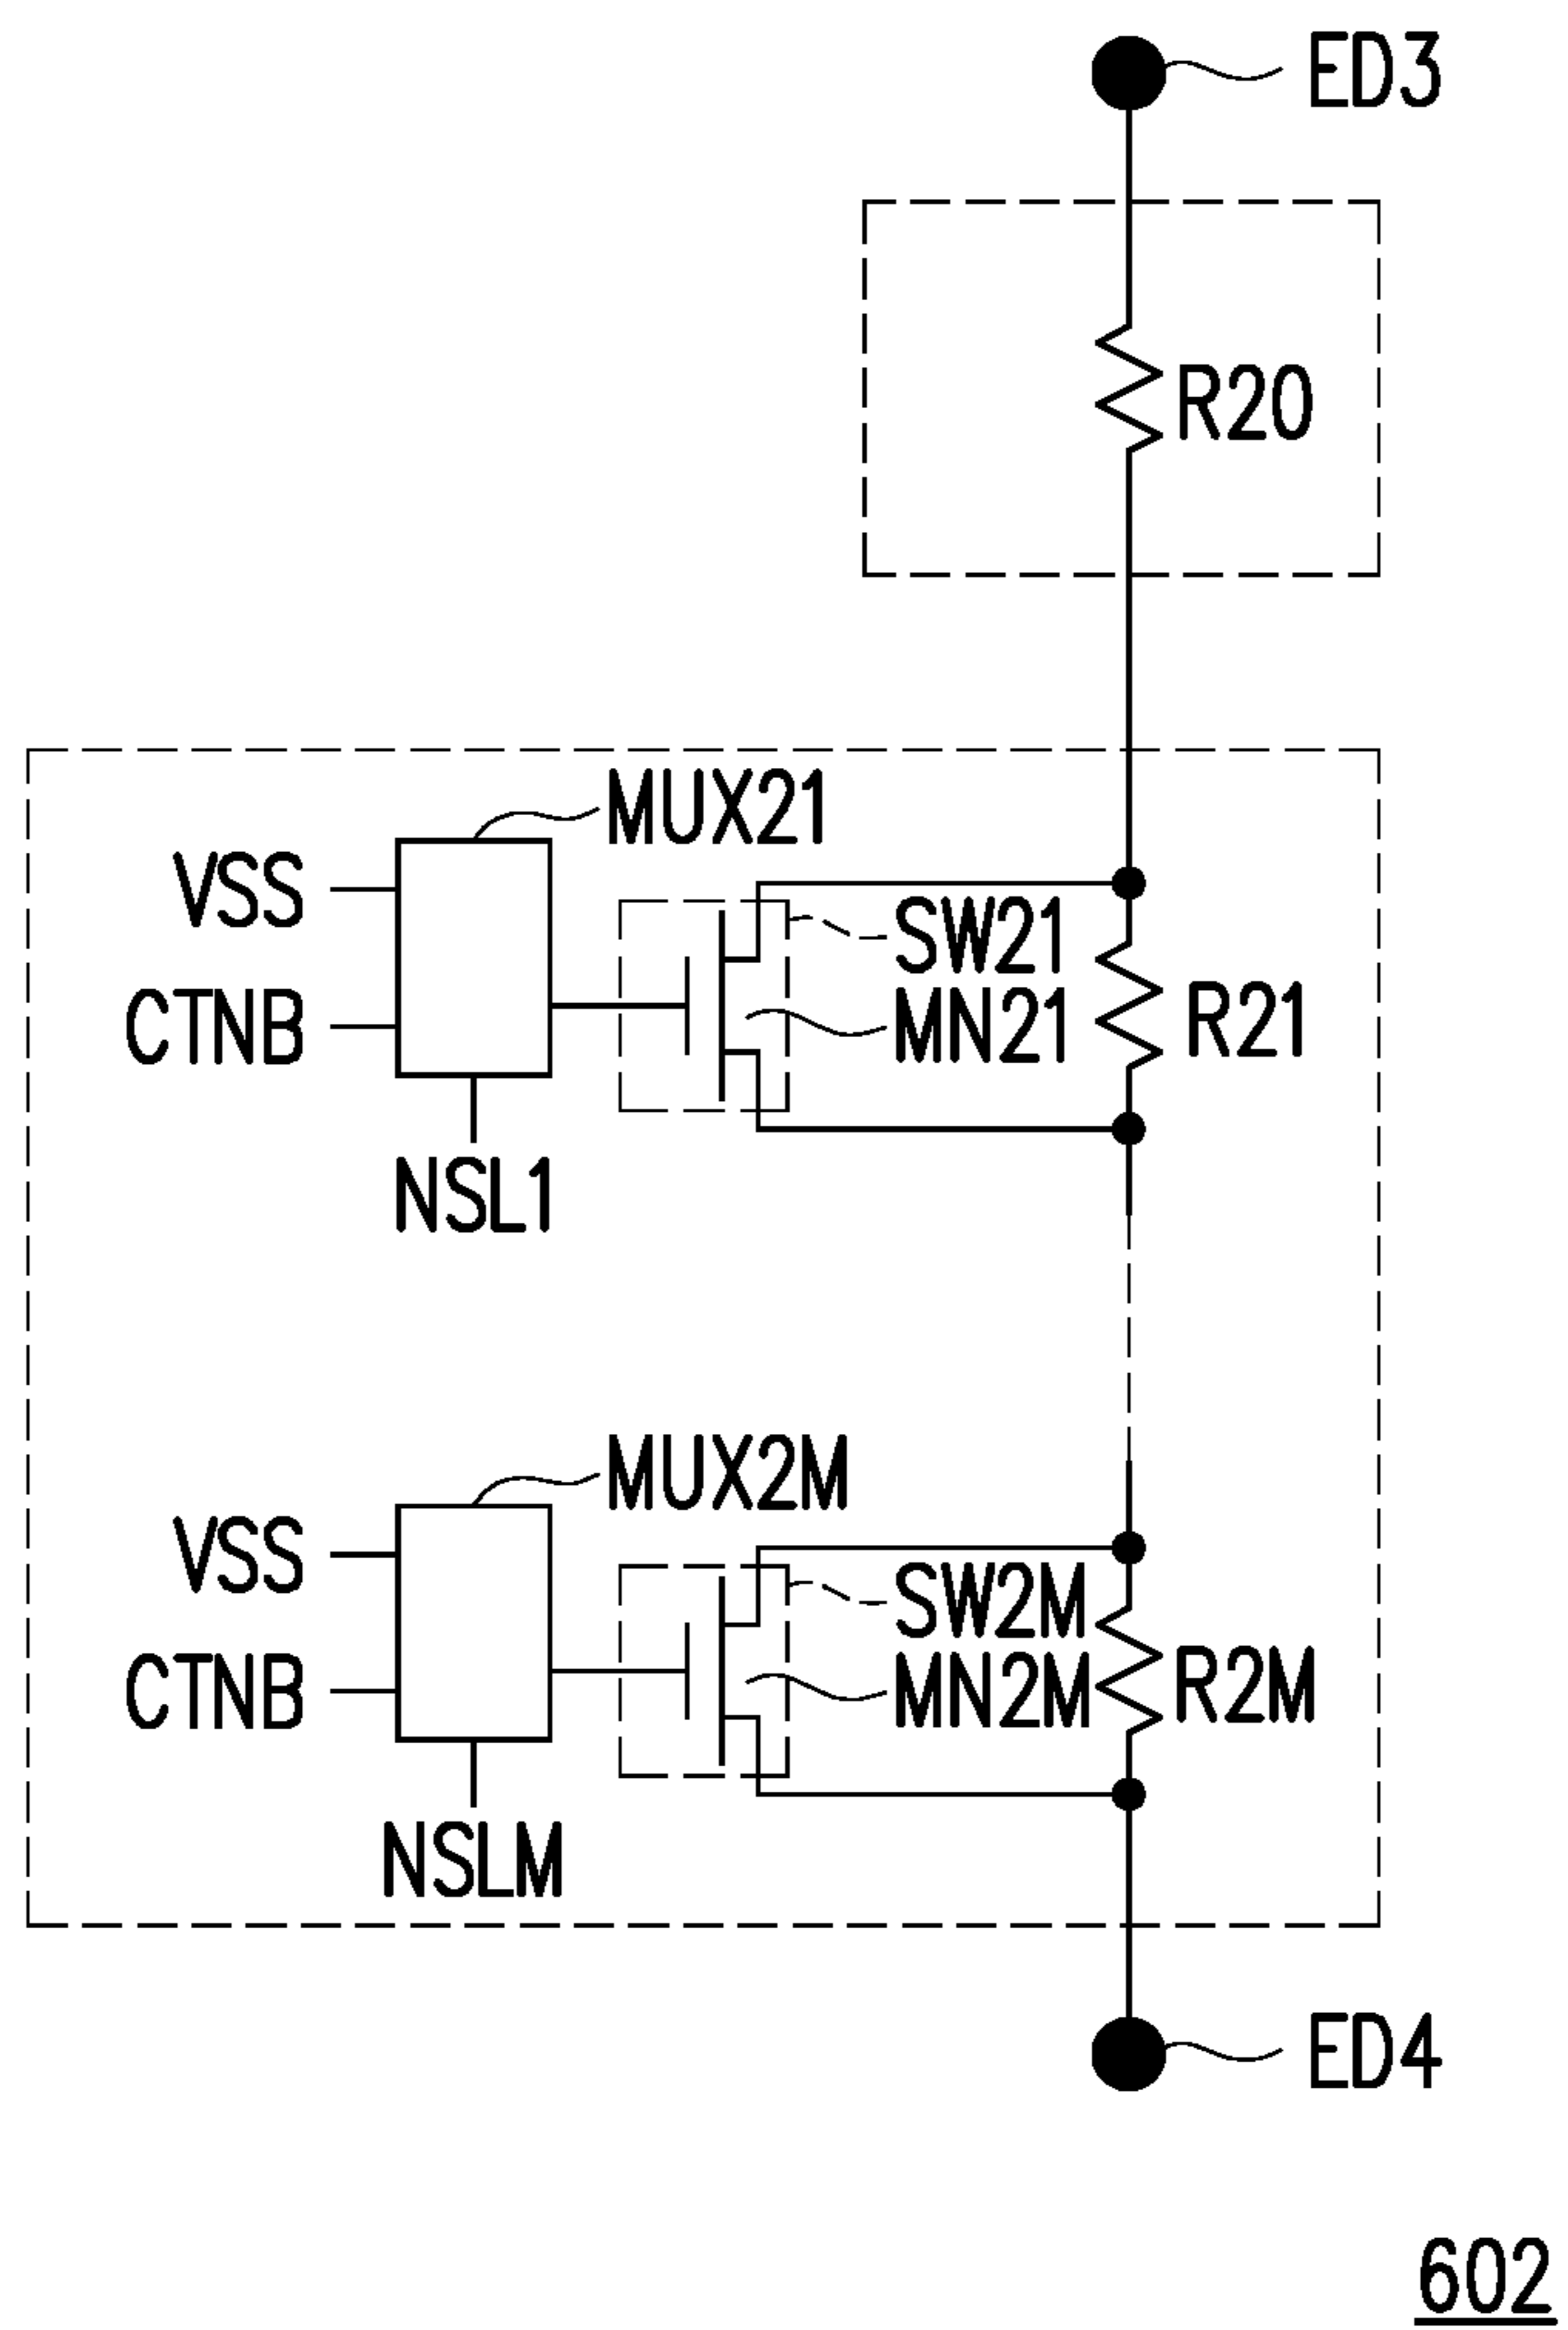 ED3
R20
MUX21
VSS
SW21
CTNB
MN21
R21
NSL1
MUX2M
VSS
SW2M
CTNB
MN2M
R2M
NSLM
ED4
602